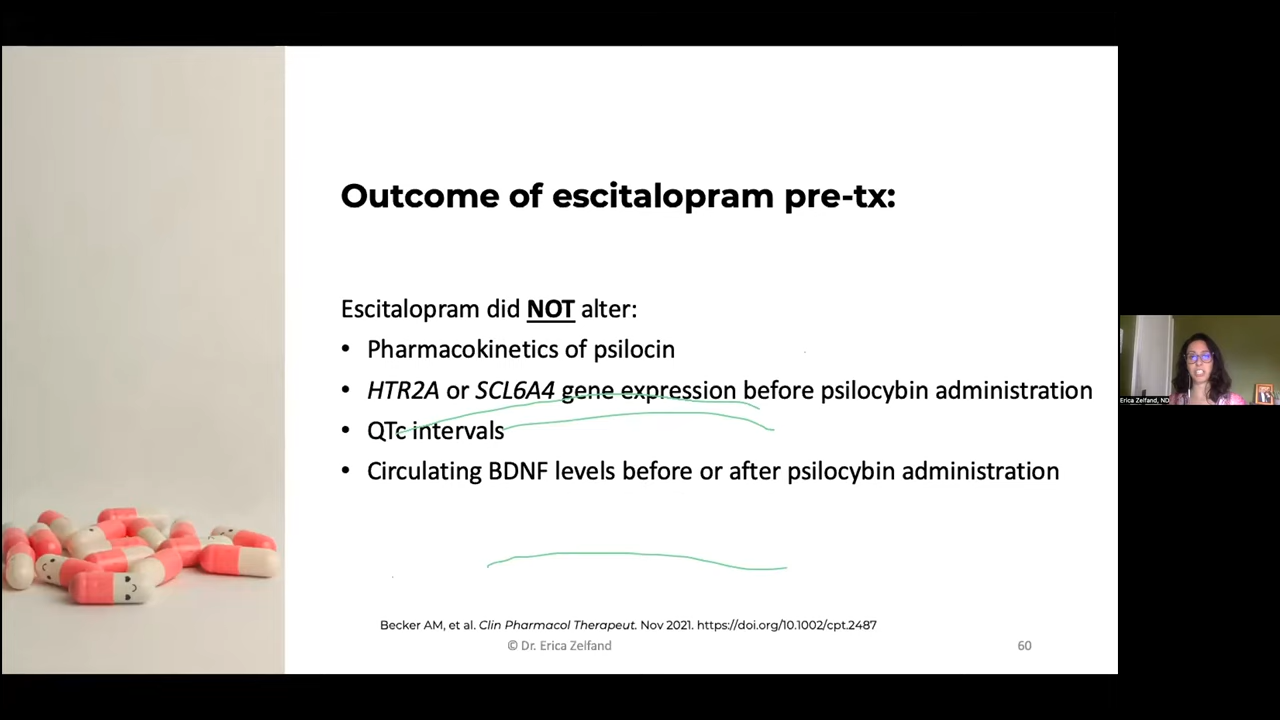 Outcome of escitalopram pre-tx:
Escitalopram did NOT alter:
• Pharmacokinetics of psilocin
• HTR2A or SCL6A4 gene expression before psilocybin administration
• QTc intervals
• Circulating BDNF levels before or after psilocybin administration
Becker AM, et al. Clin Pharmacol Therapeut. Nov 2021. https://doi.org/10.1002/cpt.2487
© Dr. Erica Zelfand
60
Erica Zelfand, ND